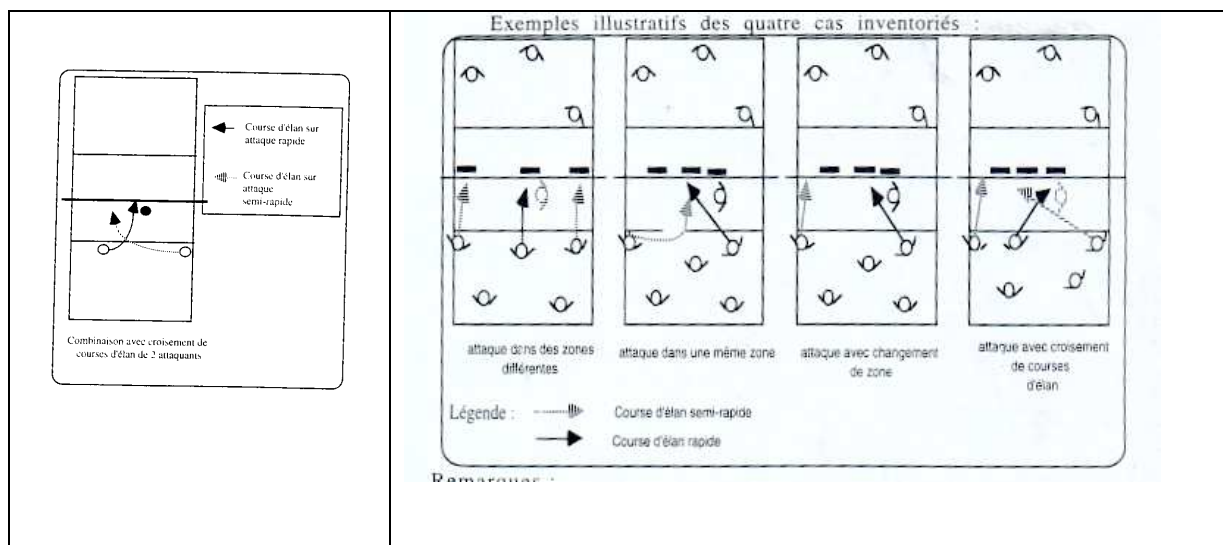 Course d'élan sur
attaque rapide
Course d'élan sur
attaque
semi-rapide
Combinaison avec croisement de
courses d'élan de 2 attaquants
Exemples illustratifs des quatre cas inventoriés :
attaque dans des zones
différentes
attaque dans une même zone
attaque avec changement
de zone
attaque avec croisement
de courses
d'élan
Légende :
Course d'élan semi-rapide
Course d'élan rapide
Remarques :